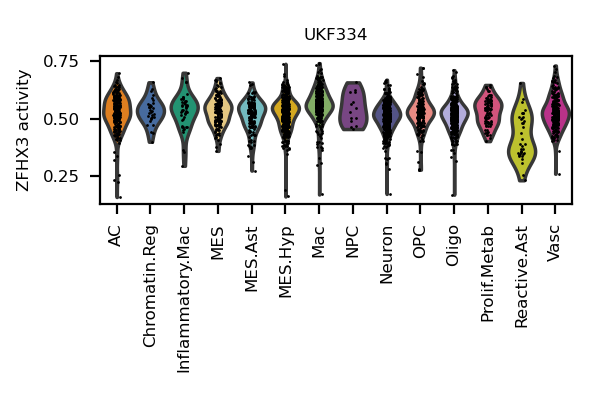 UKF334
ZFHX3 activity
0.75
0.50
0.25
AC
Chromatin.Reg
Inflammatory.Mac
MES
MES.Ast
MES.Hyp
Mac
NPC
Neuron
OPC
Oligo
Prolif.Metab
Reactive.Ast
Vasc